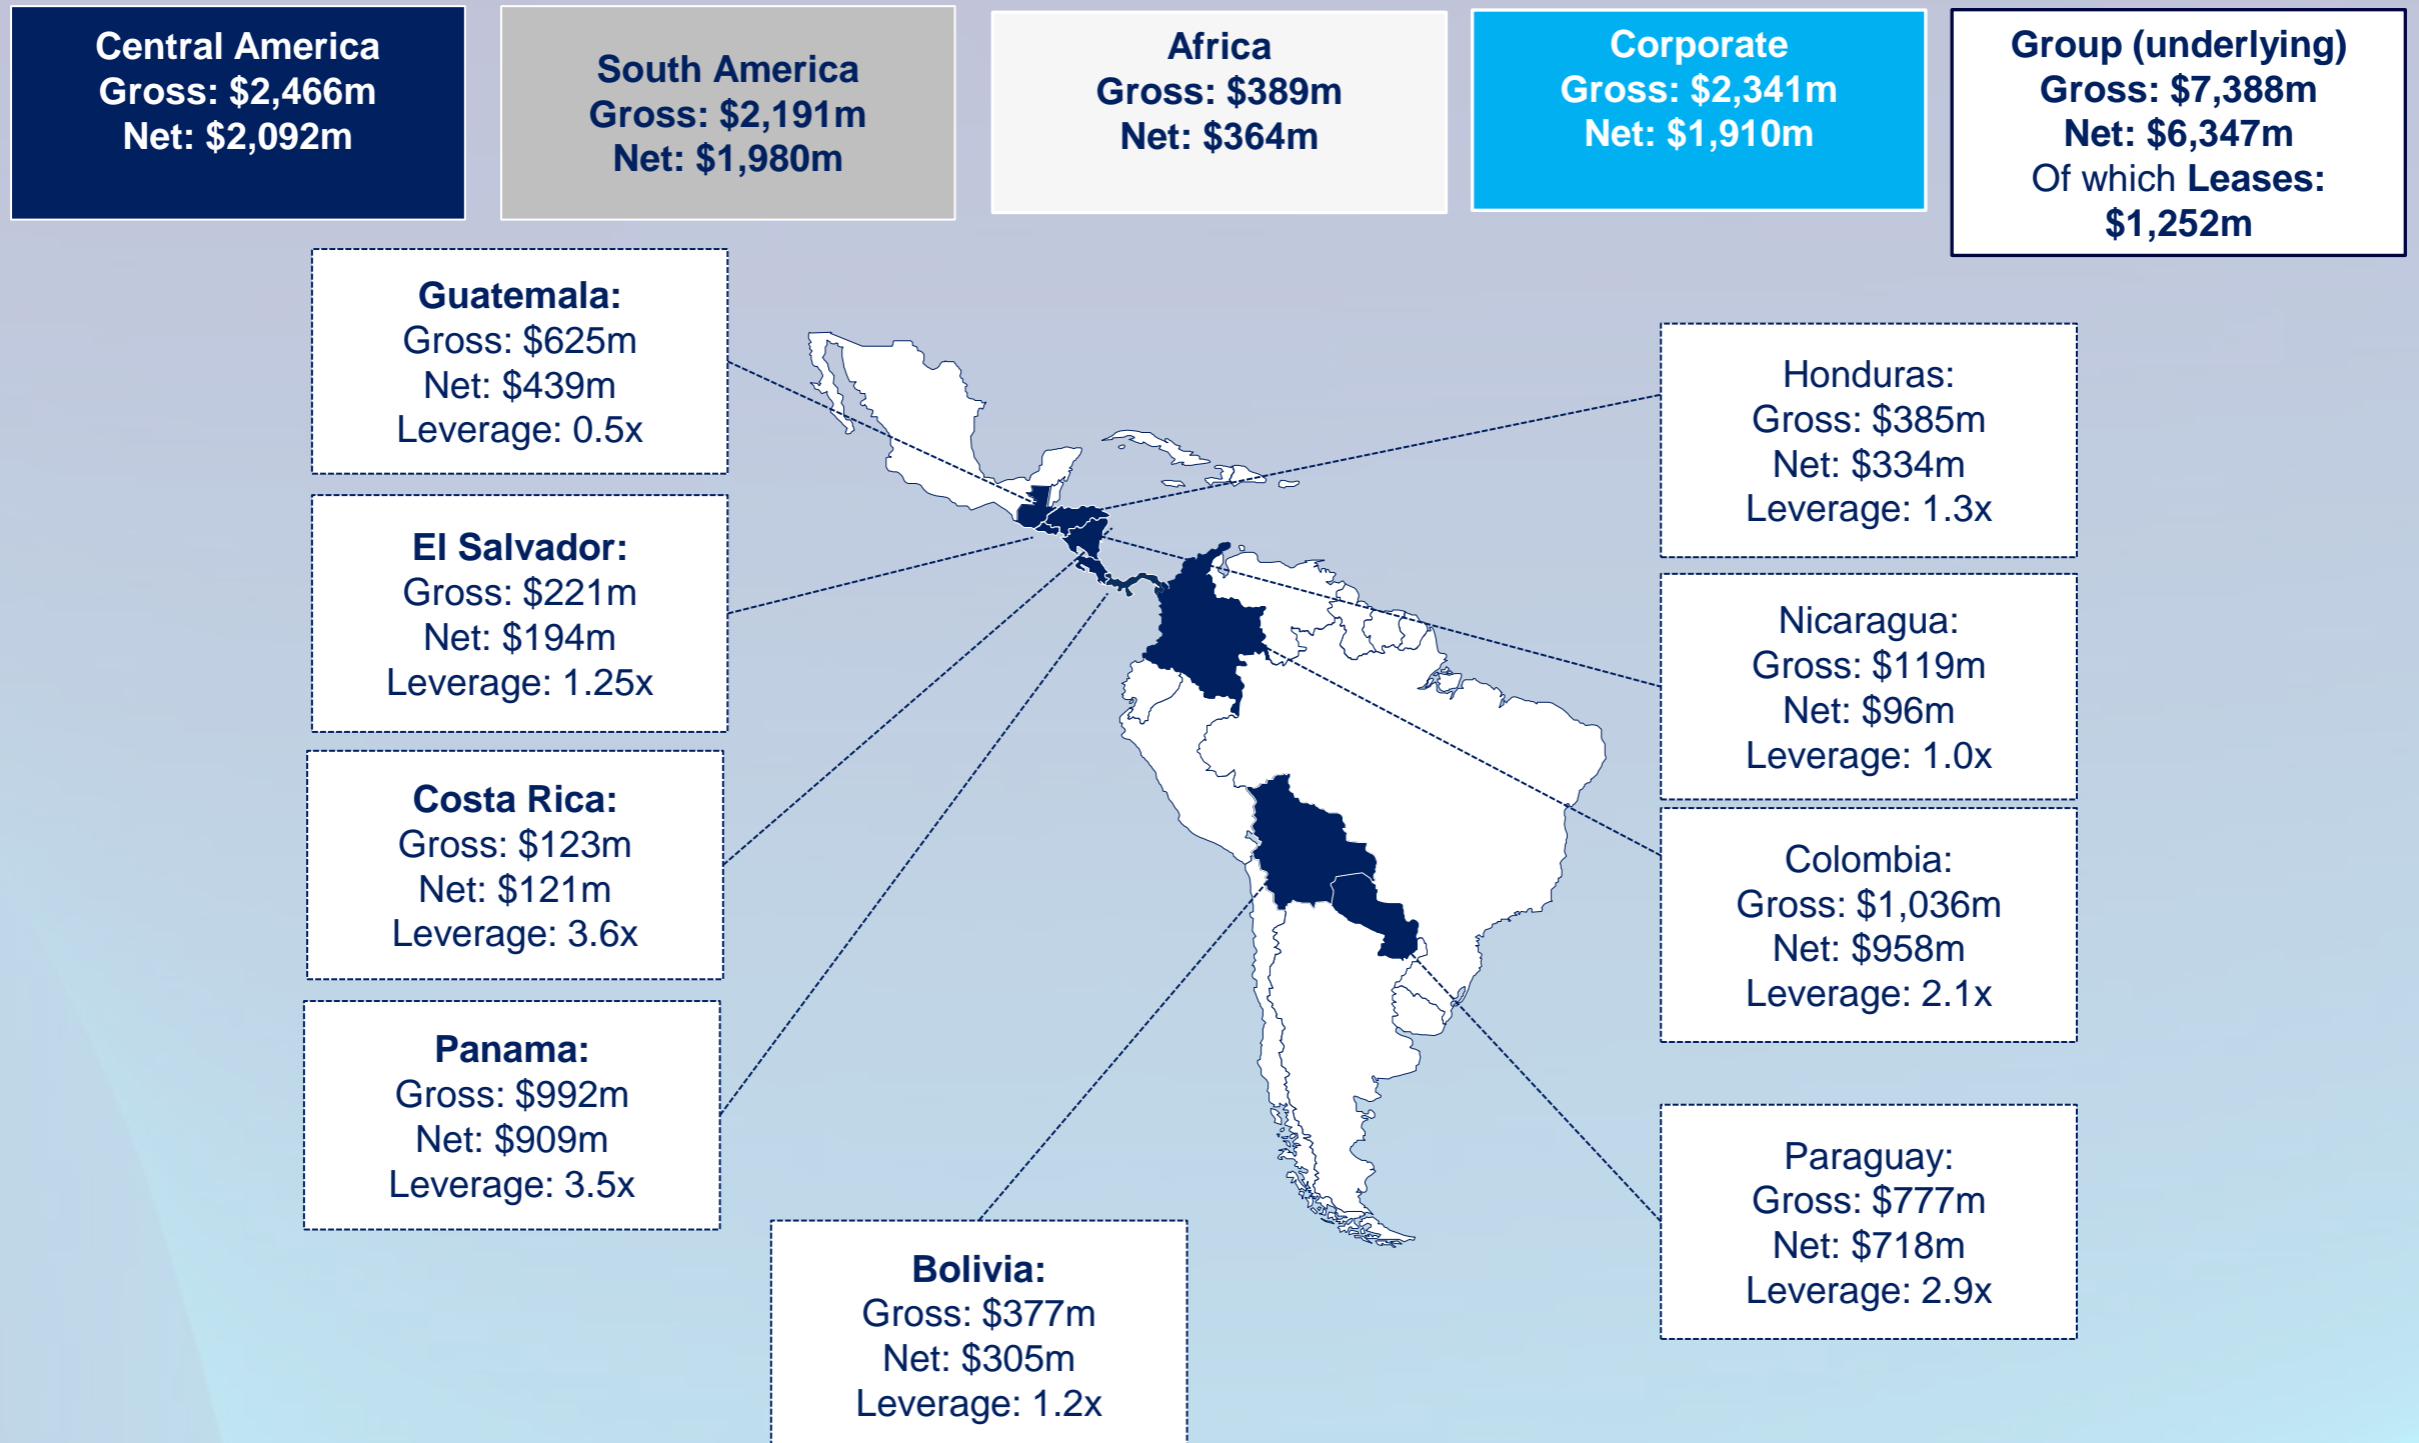 Central America
Gross: $2,466m
Net: $2,092m
South America
Gross: $2,191m
Net: $1,980m
Africa
Gross: $389m
Net: $364m
Corporate
Gross: $2,341m
Net: $1,910m
Group (underlying)
Gross: $7,388m
Net: $6,347m
Of which Leases:
$1,252m
Guatemala:
Gross: $625m
Net: $439m
Leverage: 0.5x
El Salvador:
Gross: $221m
Net: $194m
Leverage: 1.25x
Costa Rica:
Gross: $123m
Net: $121m
Leverage: 3.6x
Panama:
Gross: $992m
Net: $909m
Leverage: 3.5x
Bolivia:
Gross: $377m
Net: $305m
Leverage: 1.2x
Honduras:
Gross: $385m
Net: $334m
Leverage: 1.3x
Nicaragua:
Gross: $119m
Net: $96m
Leverage: 1.0x
Colombia:
Gross: $1,036m
Net: $958m
Leverage: 2.1x
Paraguay:
Gross: $777m
Net: $718m
Leverage: 2.9x